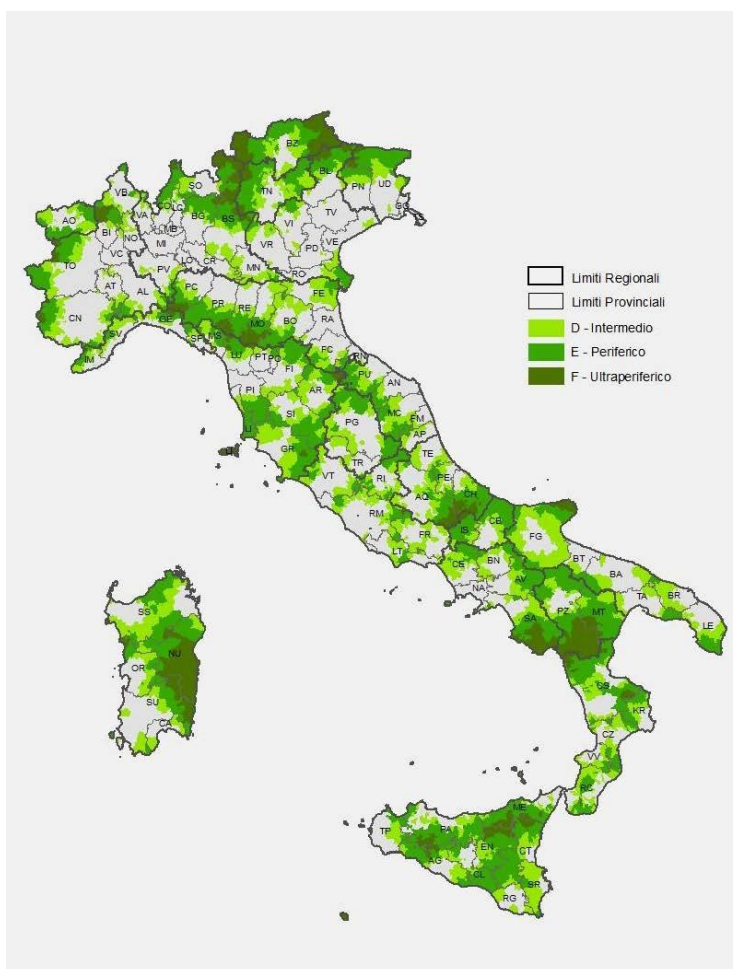 BZ
BL
SO
TN
PN
UD
VB
CO
LC
GO
AO
VA
BG
BS
VI
TV
BI
MB
NO
MI
VR
PD
VE
TO
VC
LO
CR
PV
MN
RO
AT
AL
PC
FE
PR
RE
CN
GE
MO
BO
RA
SV
SP
MS
FC
IM
LU
PT
PO
RN
FI
PU
AN
PI
AR
MC
SI
FM
LI
PG
AP
GR
TE
TR
VT
RI
PE
AQ
CH
RM
FR
IS
CB
LT
FG
CE
BN
BT
NA
AV
BA
SA
PZ
MT
TA
BR
LE
Limiti Regionali
Limiti Provinciali
D - Intermedio
E - Periferico
F - Ultraperiferico
SS
NU
OR
SU
CA
CS
KR
CZ
VV
RC
ME
TP
PA
EN
CT
AG
CL
SR
RG